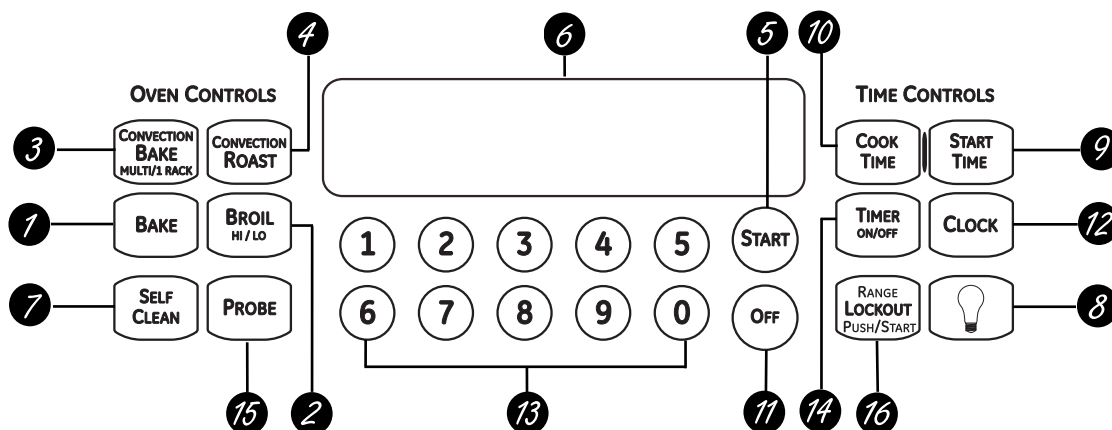 4
6
5
10
OVEN CONTROLS
TIME CONTROLS
3
CONVECTION
BAKE
MULTI/1 RACK
CONVECTION
ROAST
COOK
TIME
START
TIME
9
1
BAKE
BROIL
HI / LO
1 2 3 4 5
START
TIMER
ON/OFF
CLOCK
12
7
SELF
CLEAN
PROBE
6 7 8 9 0
OFF
RANGE
LOCKOUT
PUSH/START
8
15
2
13
11
14
16